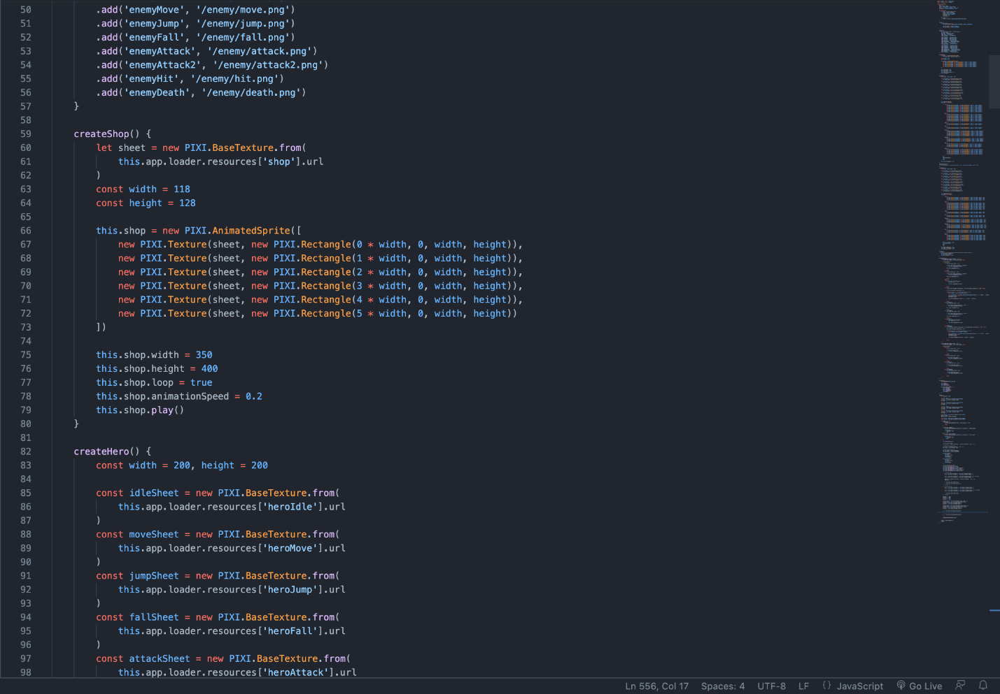 50 .add('enemyMove', '/enemy/move.png')
51 .add('enemyJump', '/enemy/jump.png')
52 .add('enemyFall', '/enemy/fall.png')
53 .add('enemyAttack', '/enemy/attack.png')
54 .add('enemyAttack2', '/enemy/attack2.png')
55 .add('enemyHit', '/enemy/hit.png')
56 .add('enemyDeath', '/enemy/death.png')
57 }
58
59 createShop() {
60 let sheet = new PIXI.BaseTexture.from(
61 this.app.loader.resources['shop'].url
62 )
63 const width = 118
64 const height = 128
65
66 this.shop = new PIXI.AnimatedSprite([
67 new PIXI.Texture(sheet, new PIXI.Rectangle(0 * width, 0, width, height)),
68 new PIXI.Texture(sheet, new PIXI.Rectangle(1 * width, 0, width, height)),
69 new PIXI.Texture(sheet, new PIXI.Rectangle(2 * width, 0, width, height)),
70 new PIXI.Texture(sheet, new PIXI.Rectangle(3 * width, 0, width, height)),
71 new PIXI.Texture(sheet, new PIXI.Rectangle(4 * width, 0, width, height)),
72 new PIXI.Texture(sheet, new PIXI.Rectangle(5 * width, 0, width, height))
73 ])
74
75 this.shop.width = 350
76 this.shop.height = 400
77 this.shop.loop = true
78 this.shop.animationSpeed = 0.2
79 this.shop.play()
80 }
81
82 createHero() {
83 const width = 200, height = 200
84
85 const idleSheet = new PIXI.BaseTexture.from(
86 this.app.loader.resources['heroIdle'].url
87 )
88 const moveSheet = new PIXI.BaseTexture.from(
89 this.app.loader.resources['heroMove'].url
90 )
91 const jumpSheet = new PIXI.BaseTexture.from(
92 this.app.loader.resources['heroJump'].url
93 )
94 const fallSheet = new PIXI.BaseTexture.from(
95 this.app.loader.resources['heroFall'].url
96 )
97 const attackSheet = new PIXI.BaseTexture.from(
98 this.app.loader.resources['heroAttack'].url
Ln 556, Col 17 Spaces: 4 UTF-8 LF {} JavaScript Go Live